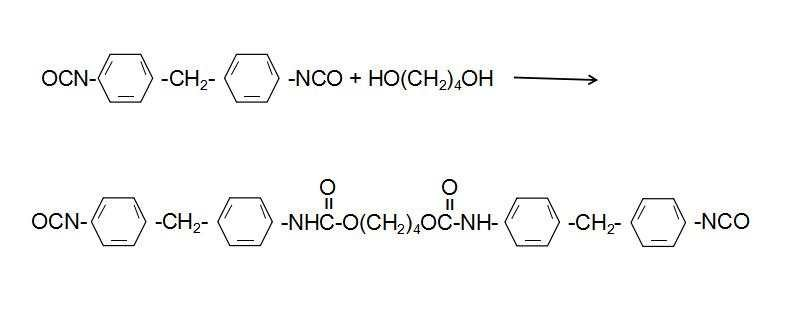 OCN- -CH₂- -NCO + HO(CH₂)₄OH
O O
OCN- -CH₂- -NHC-O(CH₂)₄OC-NH- -CH₂- -NCO